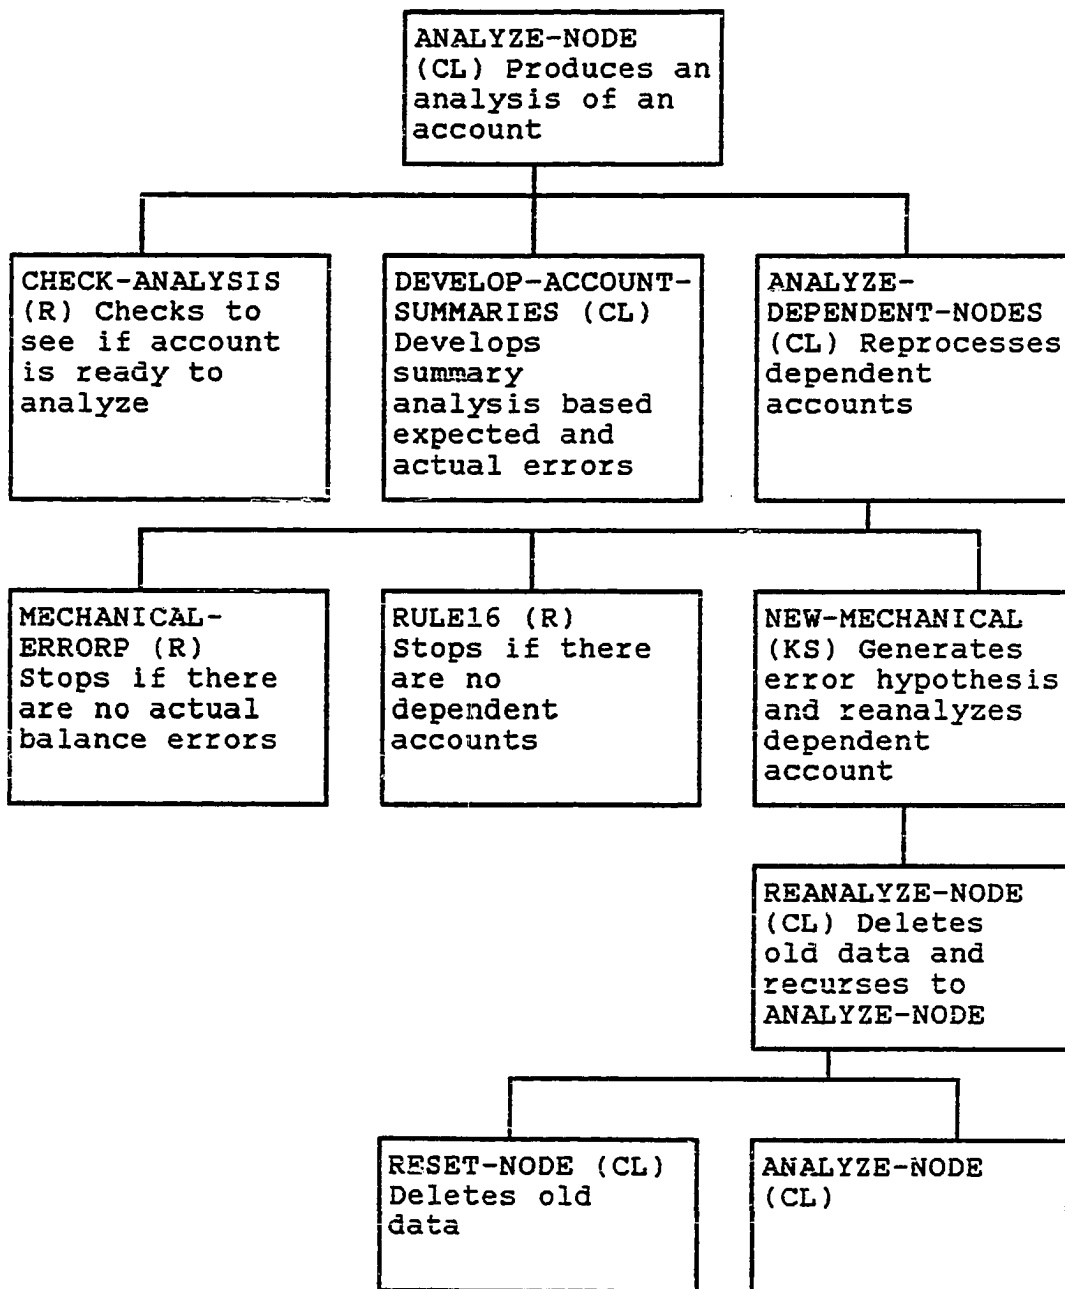 ANALYZE-NODE
(CL) Produces an
analysis of an
account
CHECK-ANALYSIS
(R) Checks to
see if account
is ready to
analyze
DEVELOP-ACCOUNT-
SUMMARIES (CL)
Develops
summary
analysis based
expected and
actual errors
ANALYZE-
DEPENDENT-NODES
(CL) Reprocesses
dependent
accounts
MECHANICAL-
ERRORP (R)
Stops if there
are no actual
balance errors
RULE16 (R)
Stops if there
are no
dependent
accounts
NEW-MECHANICAL
(KS) Generates
error hypothesis
and reanalyzes
dependent
account
REANALYZE-NODE
(CL) Deletes
old data and
recurses to
ANALYZE-NODE
RESET-NODE (CL)
Deletes old
data
ANALYZE-NODE
(CL)